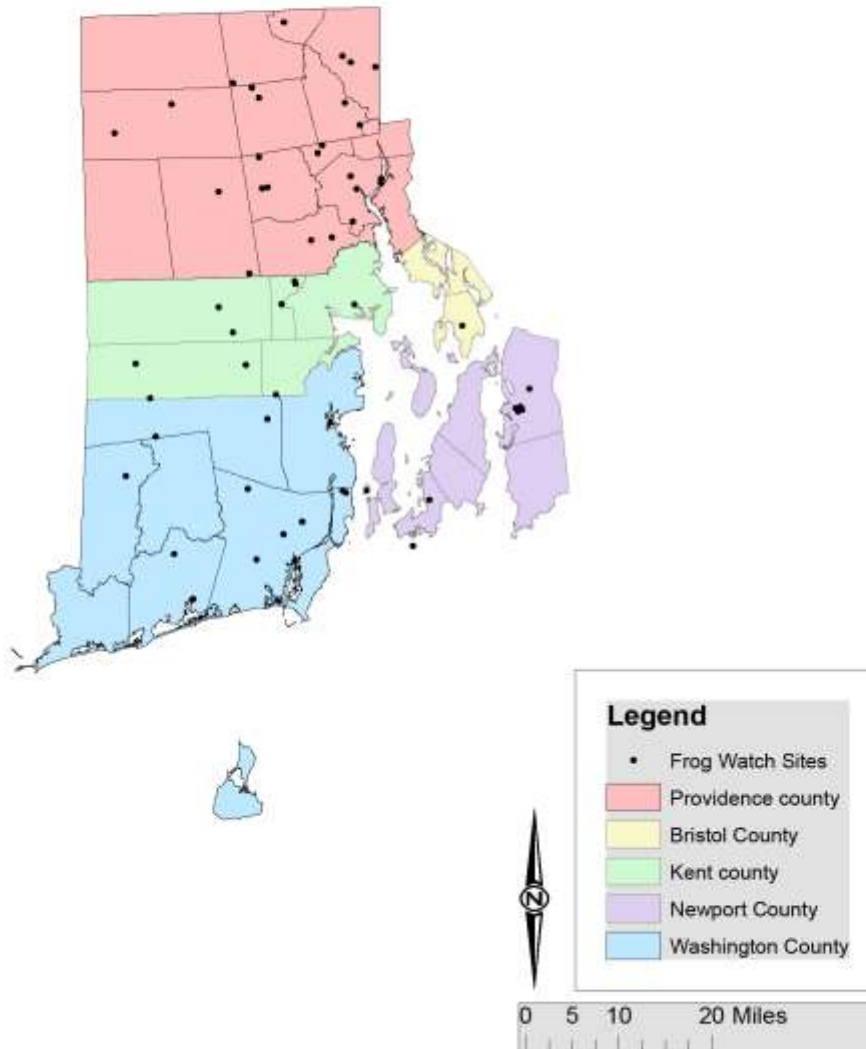 Legend
Frog Watch Sites
Providence county
Bristol County
Kent county
Newport County
Washington County
N
0 5 10 20 Miles